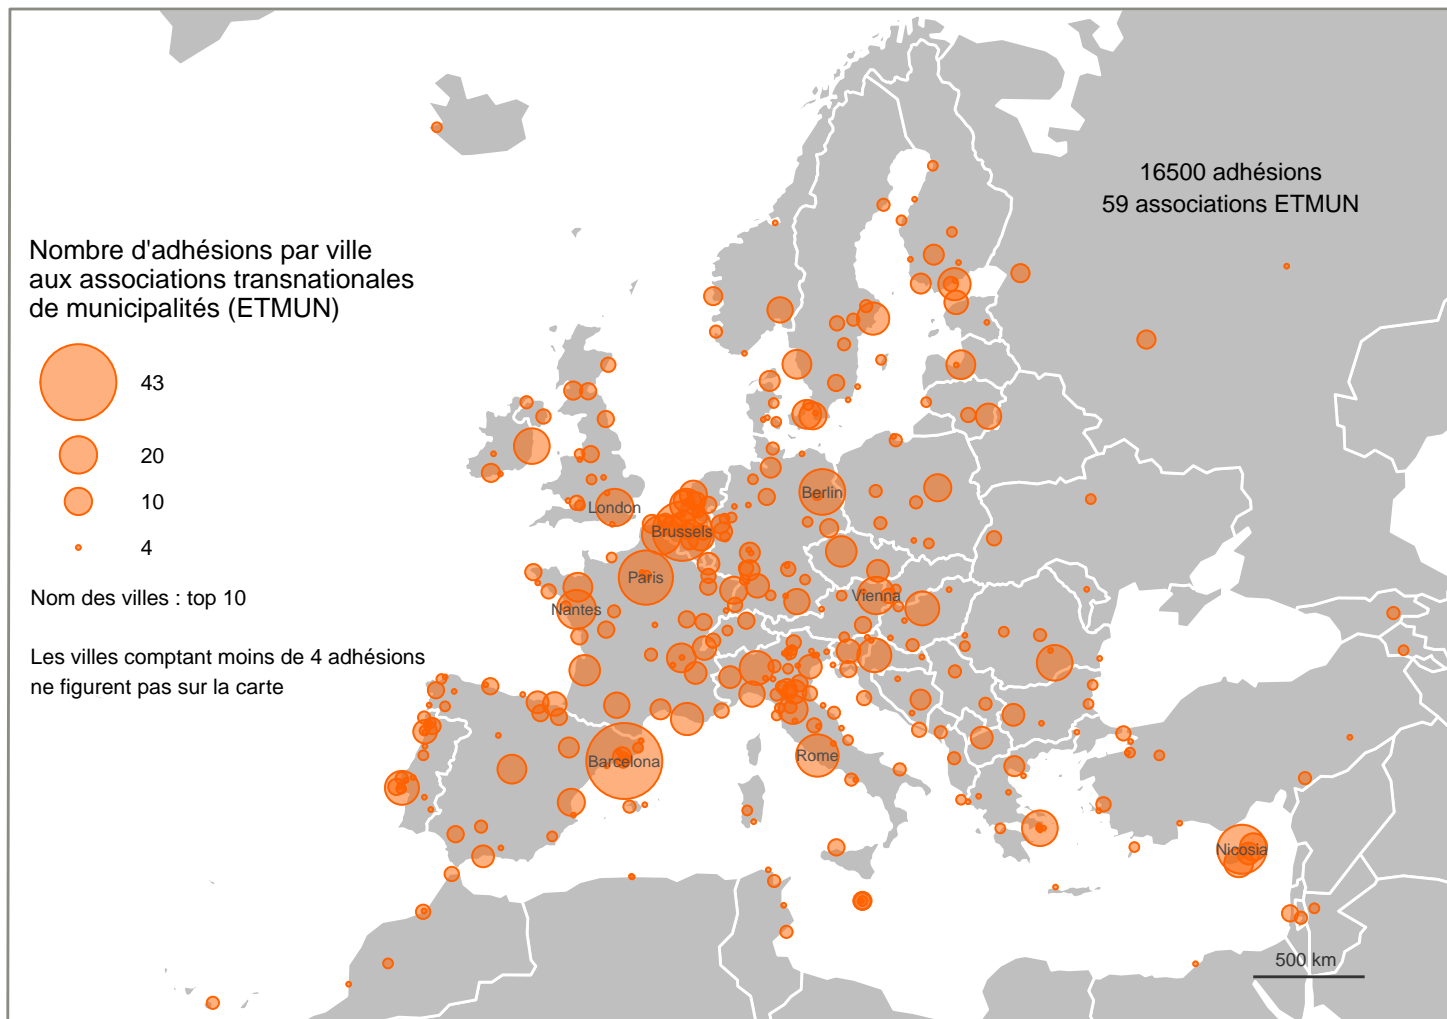 16500 adhésions
59 associations ETMUN
Nombre d'adhésions par ville
aux associations transnationales
de municipalités (ETMUN)
43
20
10
4
Nom des villes : top 10
Les villes comptant moins de 4 adhésions
ne figurent pas sur la carte
Berlin
London
Brussels
Paris
Vienna
Nantes
Rome
Barcelona
Nicosia
500 km